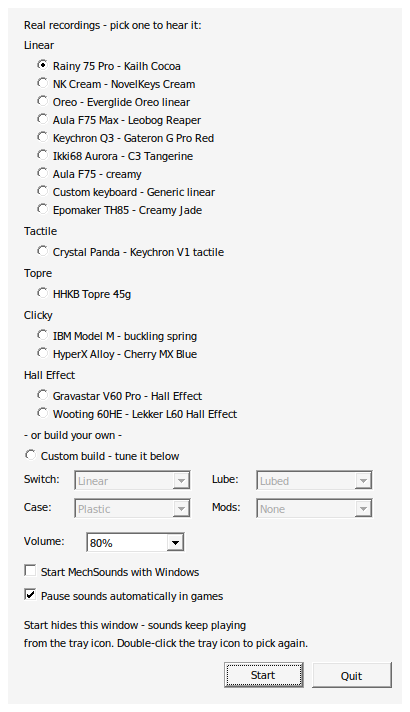 Real recordings - pick one to hear it:
Linear
Rainy 75 Pro - Kailh Cocoa
NK Cream - NovelKeys Cream
Oreo - Everglide Oreo linear
Aula F75 Max - Leobog Reaper
Keychron Q3 - Gateron G Pro Red
Ikki68 Aurora - C3 Tangerine
Aula F75 - creamy
Custom keyboard - Generic linear
Epomaker TH85 - Creamy Jade
Tactile
Crystal Panda - Keychron V1 tactile
Topre
HHKB Topre 45g
Clicky
IBM Model M - buckling spring
HyperX Alloy - Cherry MX Blue
Hall Effect
Gravastar V60 Pro - Hall Effect
Wooting 60HE - Lekker L60 Hall Effect
- or build your own -
Custom build - tune it below
Switch: Linear Lube: Lubed
Case: Plastic Mods: None
Volume: 80%
Start MechSounds with Windows
Pause sounds automatically in games
Start hides this window - sounds keep playing
from the tray icon. Double-click the tray icon to pick again.
Start Quit